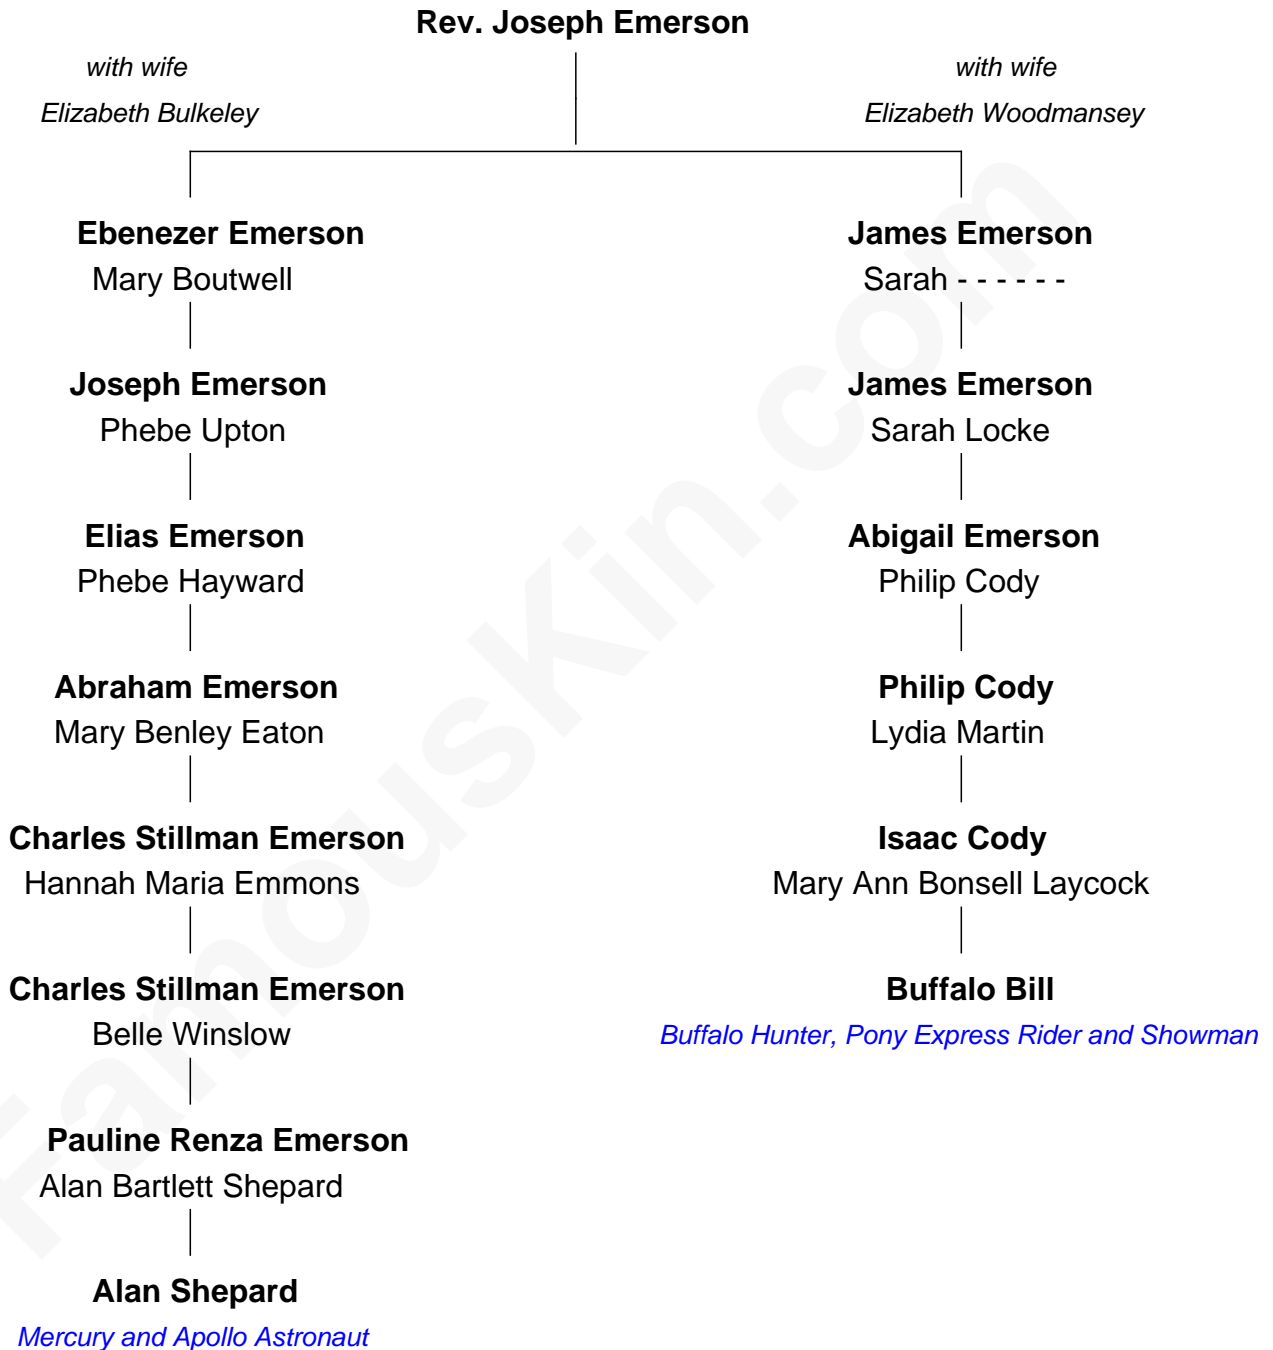 Rev. Joseph Emerson
with wife
Elizabeth Bulkeley
with wife
Elizabeth Woodmansey
Ebenezer Emerson
Mary Boutwell
James Emerson
Sarah - - - - - -
Joseph Emerson
Phebe Upton
James Emerson
Sarah Locke
Elias Emerson
Phebe Hayward
Abigail Emerson
Philip Cody
Abraham Emerson
Mary Benley Eaton
Philip Cody
Lydia Martin
Charles Stillman Emerson
Hannah Maria Emmons
Isaac Cody
Mary Ann Bonsell Laycock
Charles Stillman Emerson
Belle Winslow
Buffalo Bill
Buffalo Hunter, Pony Express Rider and Showman
Pauline Renza Emerson
Alan Bartlett Shepard
Alan Shepard
Mercury and Apollo Astronaut
FamousKin.com